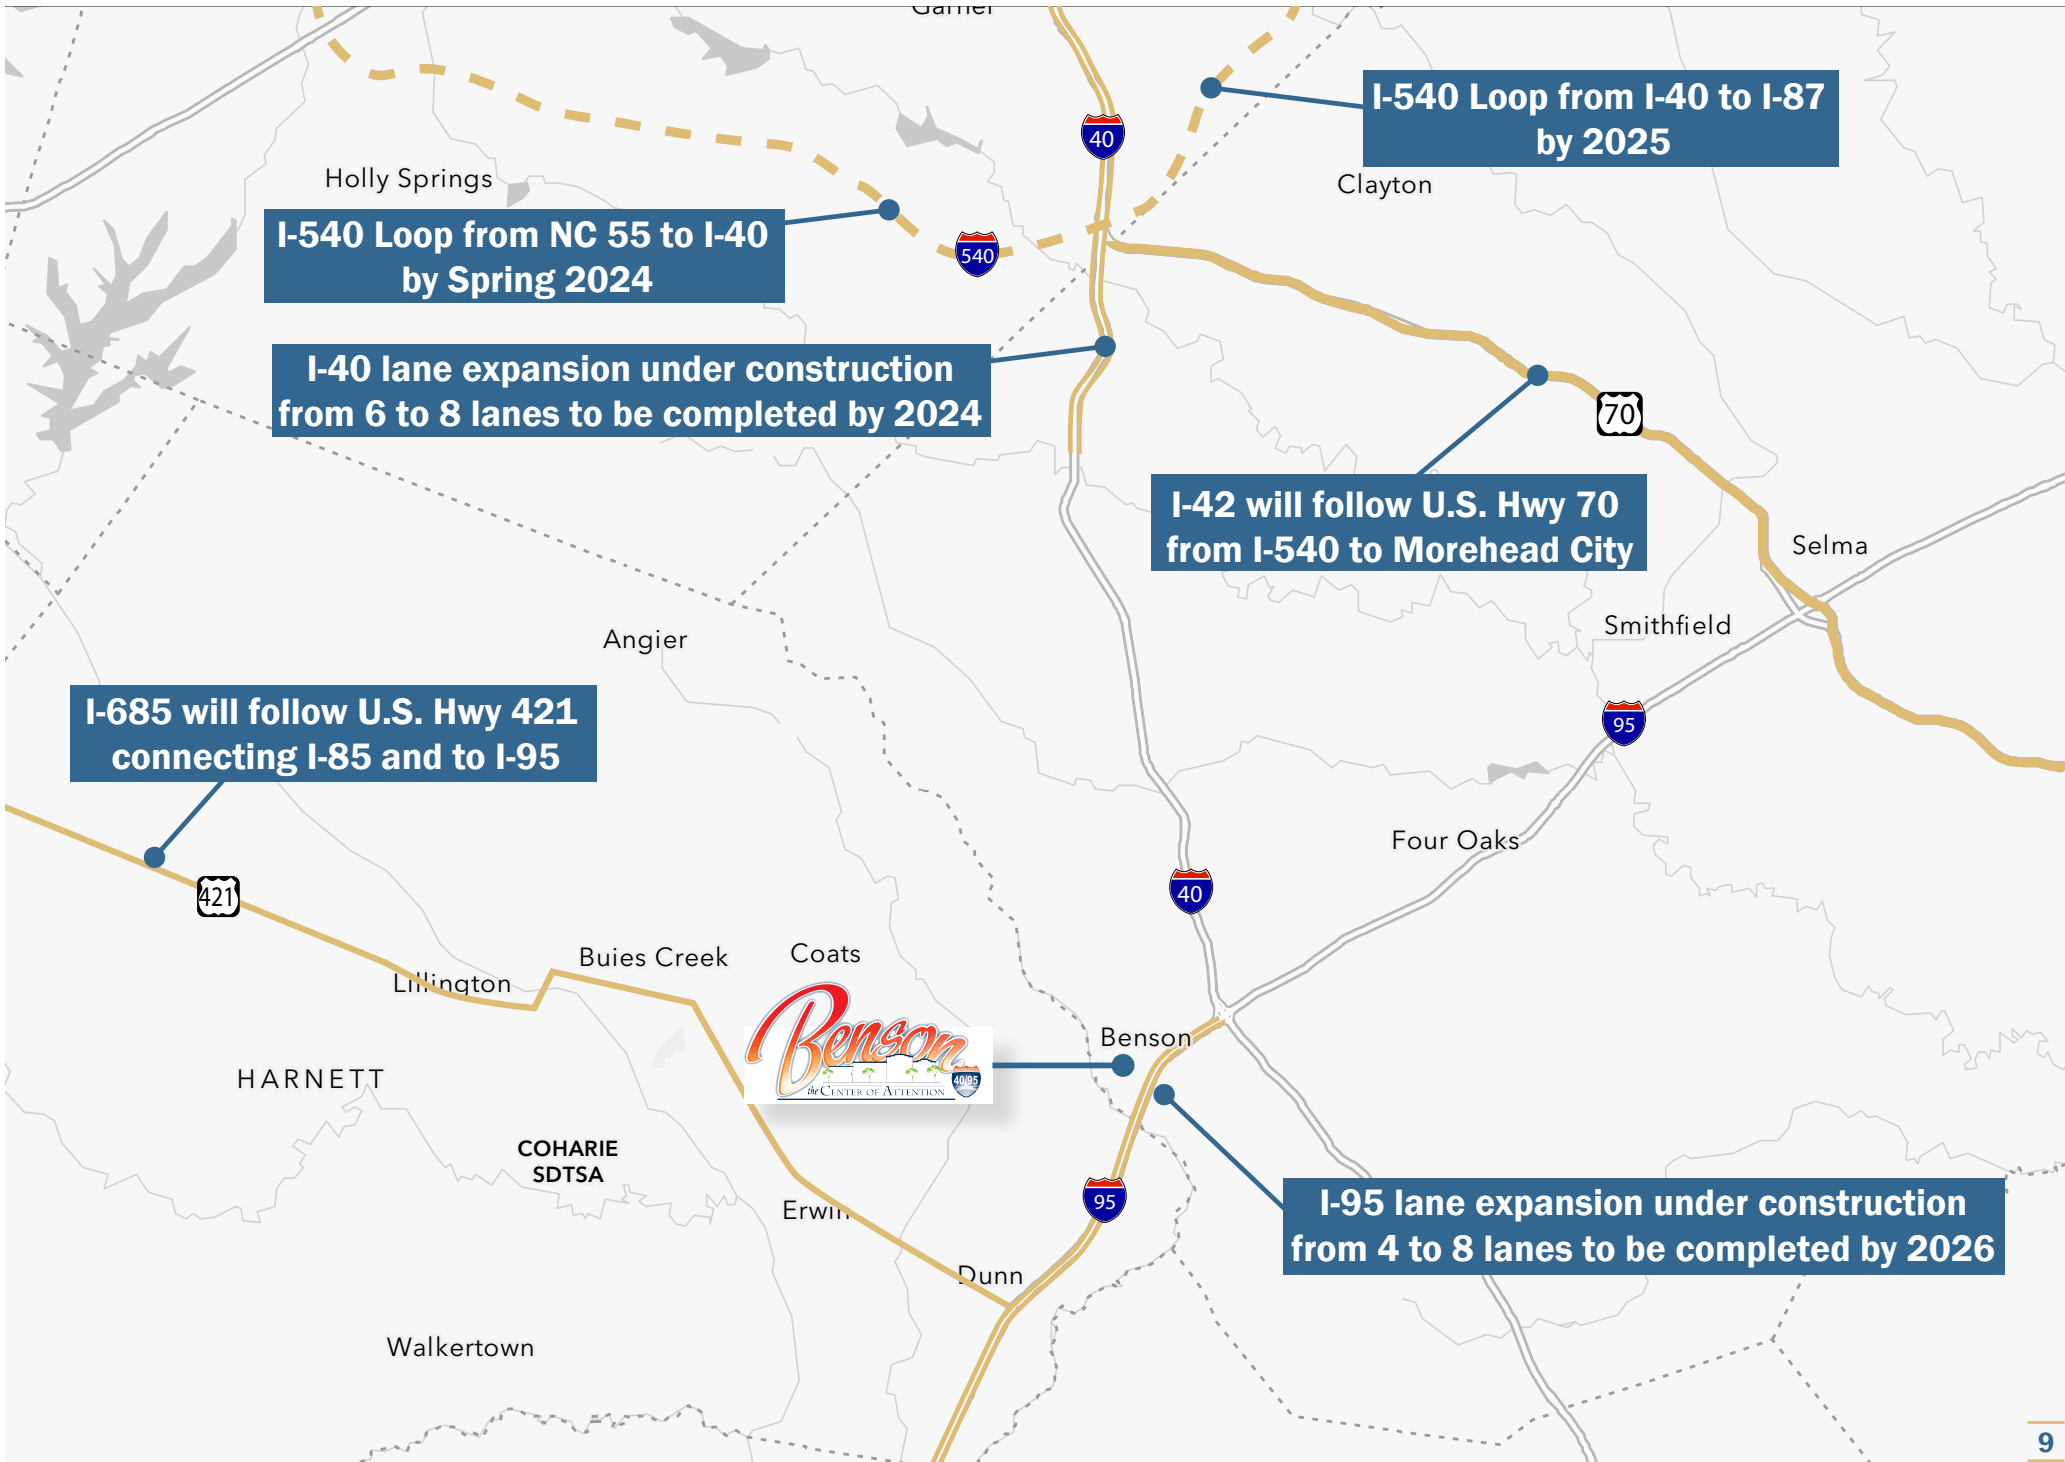 Garner
40
I-540 Loop from I-40 to I-87
by 2025
Holly Springs
Clayton
I-540 Loop from NC 55 to I-40
by Spring 2024
540
I-40 lane expansion under construction
from 6 to 8 lanes to be completed by 2024
70
I-42 will follow U.S. Hwy 70
from I-540 to Morehead City
Selma
Smithfield
Angier
I-685 will follow U.S. Hwy 421
connecting I-85 and to I-95
95
Four Oaks
421
40
Buies Creek
Coats
Lillington
Benson
40/95
the CENTER OF ATTENTION
Benson
HARNETT
COHARIE
SDTSA
95
Erwin
I-95 lane expansion under construction
from 4 to 8 lanes to be completed by 2026
Dunn
Walkertown
9